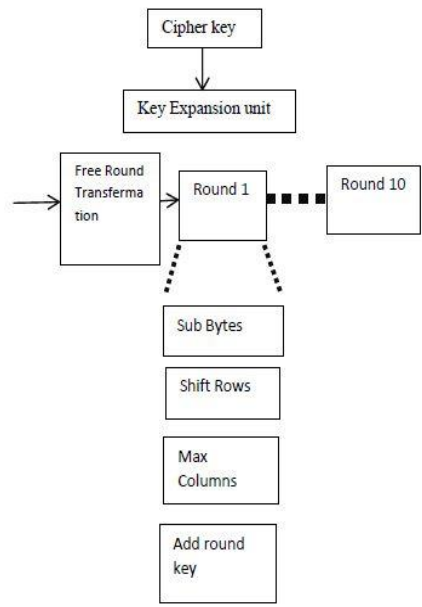 Cipher key
Key Expansion unit
Free Round
Transferma
tion
Round 1
Round 10
Sub Bytes
Shift Rows
Max
Columns
Add round
key